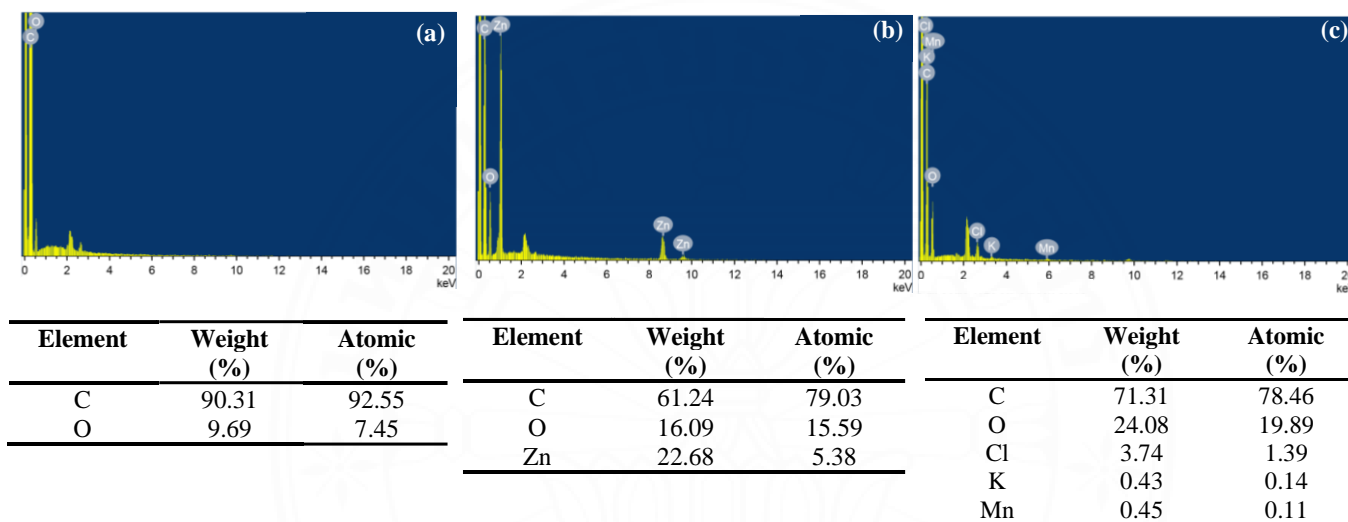 (a)
O
C
0 2 4 6 8 10 12 14 16 18 20
keV
(b)
C Zn
O
Zn
Zn
0 2 4 6 8 10 12 14 16 18 20
keV
(c)
Cl
Mn
K
C
O
Cl
K
Mn
0 2 4 6 8 10 12 14 16 18 20
keV
Element Weight (%) Atomic (%)
C 90.31 92.55
O 9.69 7.45
Element Weight (%) Atomic (%)
C 61.24 79.03
O 16.09 15.59
Zn 22.68 5.38
Element Weight (%) Atomic (%)
C 71.31 78.46
O 24.08 19.89
Cl 3.74 1.39
K 0.43 0.14
Mn 0.45 0.11